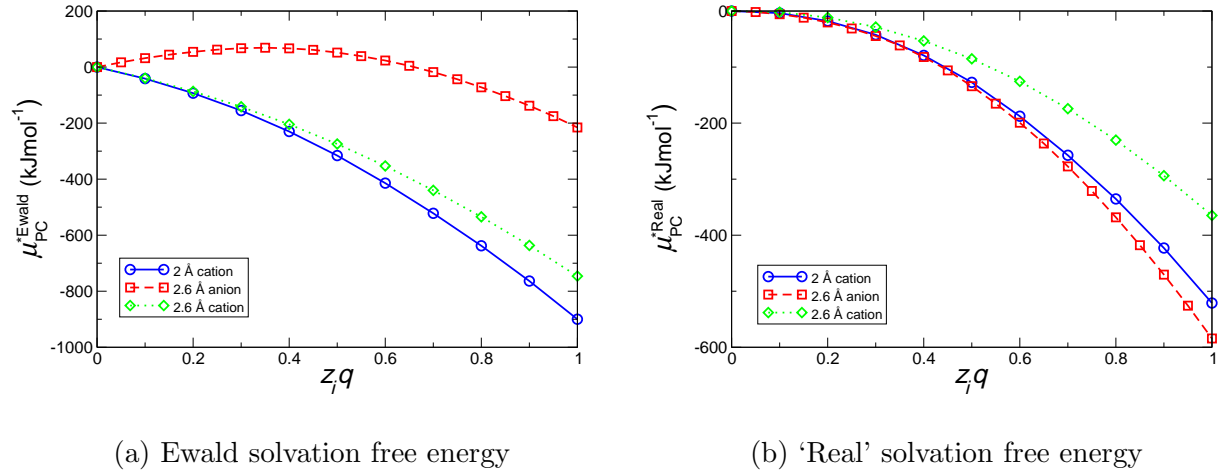 200
0
-200
-400
-600
-800
-1000
μ*Ewald PC (kJmol-1)
0 0.2 0.4 0.6 0.8 1
ziq
2 Å cation
2.6 Å anion
2.6 Å cation
(a) Ewald solvation free energy
0
-200
-400
-600
μ*Real PC (kJmol-1)
0 0.2 0.4 0.6 0.8 1
ziq
2 Å cation
2.6 Å anion
2.6 Å cation
(b) ‘Real’ solvation free energy